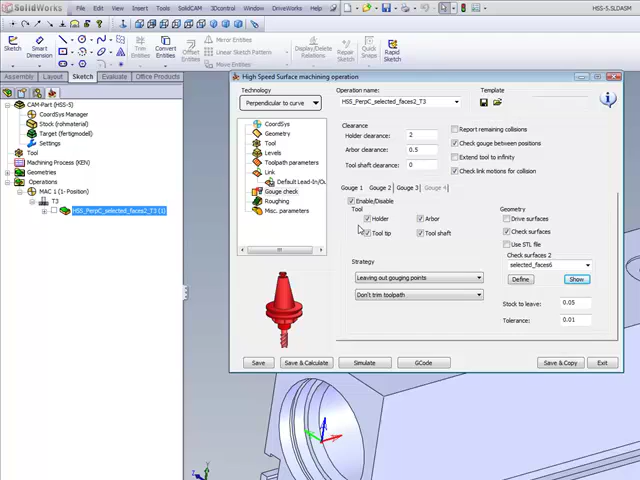 SolidWorks
File Edit View Insert Tools SolidCAM 3Dcontrol Window DriveWorks Help
HSS-5.SLDASM
Sketch
Smart Dimension
Trim Entities
Convert Entities
Offset Entities
Mirror Entities
Linear Sketch Pattern
Move Entities
Display/Delete Relations
Repair Sketch
Quick Snaps
Rapid Sketch
Assembly Layout Sketch Evaluate Office Products
CAM-Part (HSS-5)
CoordSys Manager
Stock (rohmaterial)
Target (fertigmodell)
Settings
Tool
Machining Process (KEN)
Geometries
Operations
MAC 1 (1- Position)
T3
HSS_PerpC_selected_faces2_T3 (1)
High Speed Surface machining operation
Technology
Perpendicular to curve
Operation name:
HSS_PerpC_selected_faces2_T3
Template
CoordSys
Geometry
Tool
Levels
Toolpath parameters
Link
Default Lead-In/Ou
Gouge check
Roughing
Misc. parameters
Clearance
Holder clearance: 2
Arbor clearance: 0.5
Tool shaft clearance: 0
Report remaining collisions
Check gouge between positions
Extend tool to infinity
Check link motions for collision
Gouge 1 Gouge 2 Gouge 3 Gouge 4
Enable/Disable
Tool
Holder
Arbor
Tool tip
Tool shaft
Geometry
Drive surfaces
Check surfaces
Use STL file
Check surfaces 2
selected_faces6
Define Show
Strategy
Leaving out gouging points
Don't trim toolpath
Stock to leave: 0.05
Tolerance: 0.01
Save Save & Calculate Simulate GCode Save & Copy Exit